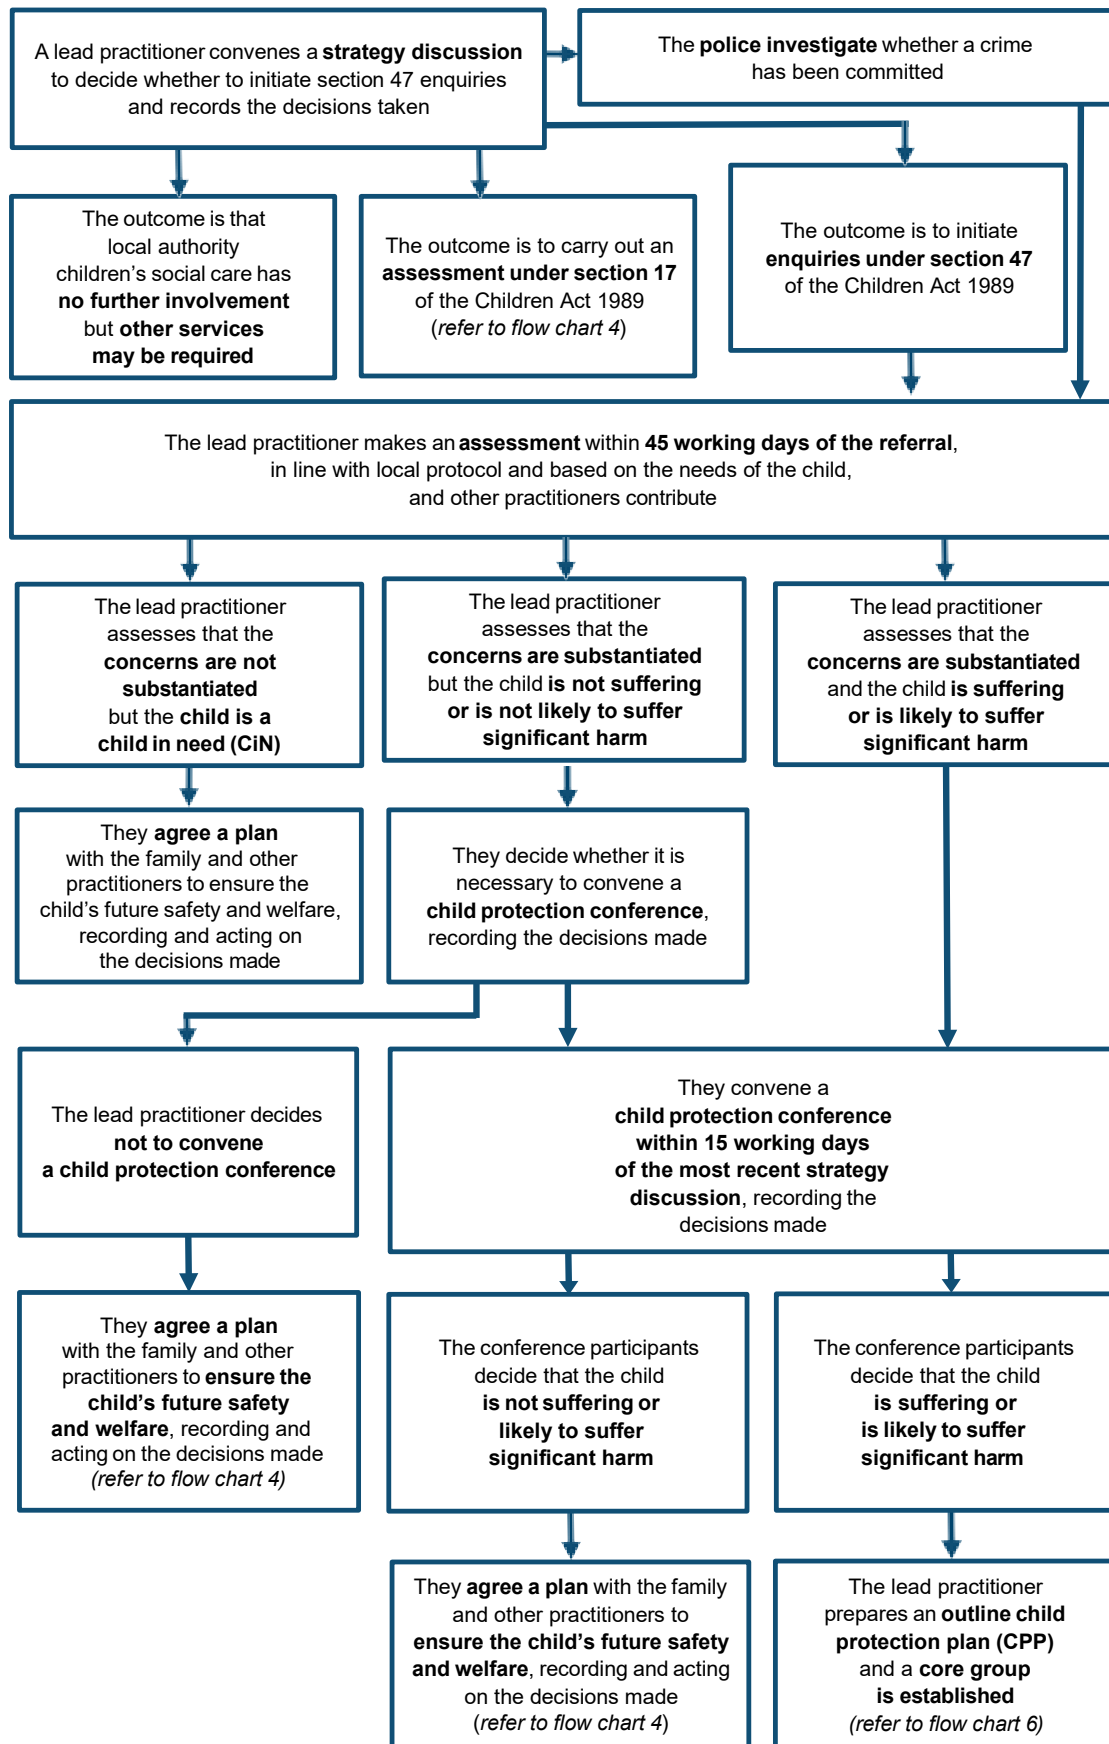 A lead practitioner convenes a strategy discussion
to decide whether to initiate section 47 enquiries
and records the decisions taken
The police investigate whether a crime
has been committed
The outcome is that
local authority
children’s social care has
no further involvement
but other services
may be required
The outcome is to carry out an
assessment under section 17
of the Children Act 1989
(refer to flow chart 4)
The outcome is to initiate
enquiries under section 47
of the Children Act 1989
The lead practitioner makes an assessment within 45 working days of the referral,
in line with local protocol and based on the needs of the child,
and other practitioners contribute
The lead practitioner
assesses that the
concerns are not
substantiated
but the child is a
child in need (CiN)
The lead practitioner
assesses that the
concerns are substantiated
but the child is not suffering
or is not likely to suffer
significant harm
The lead practitioner
assesses that the
concerns are substantiated
and the child is suffering
or is likely to suffer
significant harm
They agree a plan
with the family and other
practitioners to ensure the
child’s future safety and welfare,
recording and acting on
the decisions made
They decide whether it is
necessary to convene a
child protection conference,
recording the decisions made
The lead practitioner decides
not to convene
a child protection conference
They convene a
child protection conference
within 15 working days
of the most recent strategy
discussion, recording the
decisions made
They agree a plan
with the family and other
practitioners to ensure the
child’s future safety
and welfare, recording and
acting on the decisions made
(refer to flow chart 4)
The conference participants
decide that the child
is not suffering or
likely to suffer
significant harm
The conference participants
decide that the child
is suffering or
is likely to suffer
significant harm
They agree a plan with the family
and other practitioners to
ensure the child’s future safety
and welfare, recording and acting
on the decisions made
(refer to flow chart 4)
The lead practitioner
prepares an outline child
protection plan (CPP)
and a core group
is established
(refer to flow chart 6)